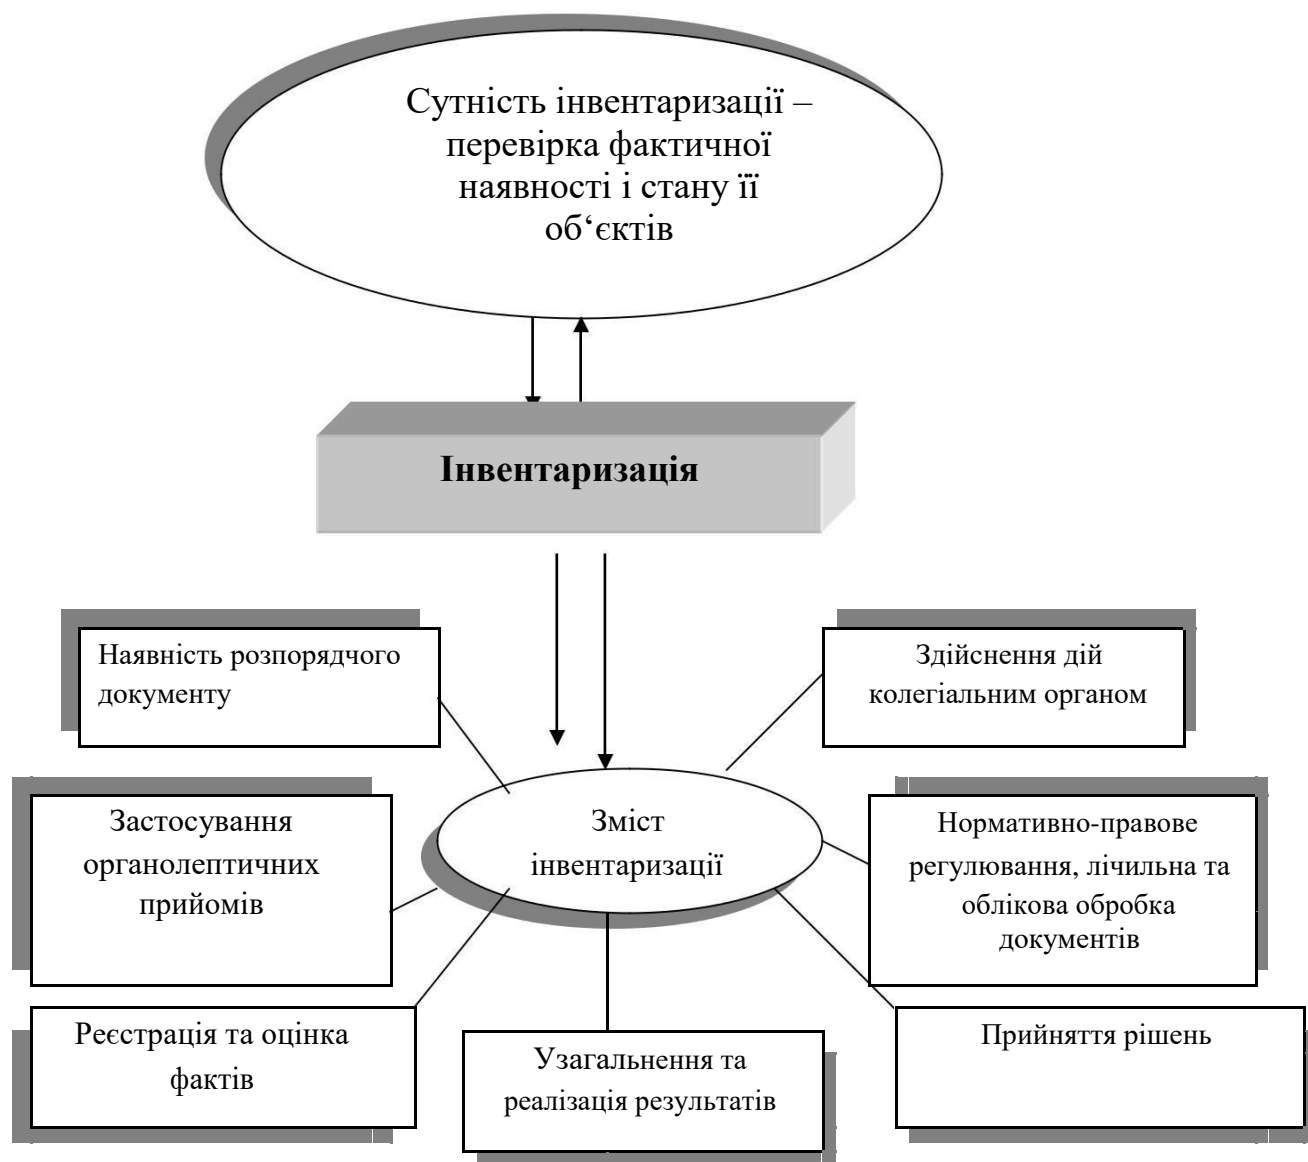 Сутність інвентаризації –
перевірка фактичної
наявності і стану її
об‘єктів
Інвентаризація
Наявність розпорядчого
документу
Здійснення дій
колегіальним органом
Застосування
органолептичних
прийомів
Зміст
інвентаризації
Нормативно-правове
регулювання, лічильна та
облікова обробка
документів
Реєстрація та оцінка
фактів
Узагальнення та
реалізація результатів
Прийняття рішень